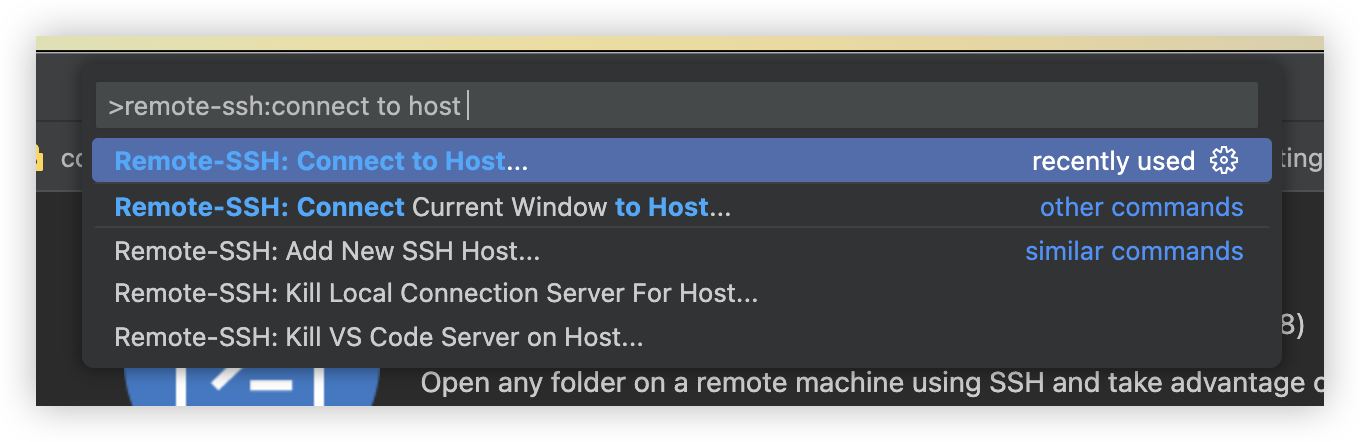 >remote-ssh:connect to host
Remote-SSH: Connect to Host... recently used
Remote-SSH: Connect Current Window to Host... other commands
Remote-SSH: Add New SSH Host... similar commands
Remote-SSH: Kill Local Connection Server For Host...
Remote-SSH: Kill VS Code Server on Host...
8)
Open any folder on a remote machine using SSH and take advantage